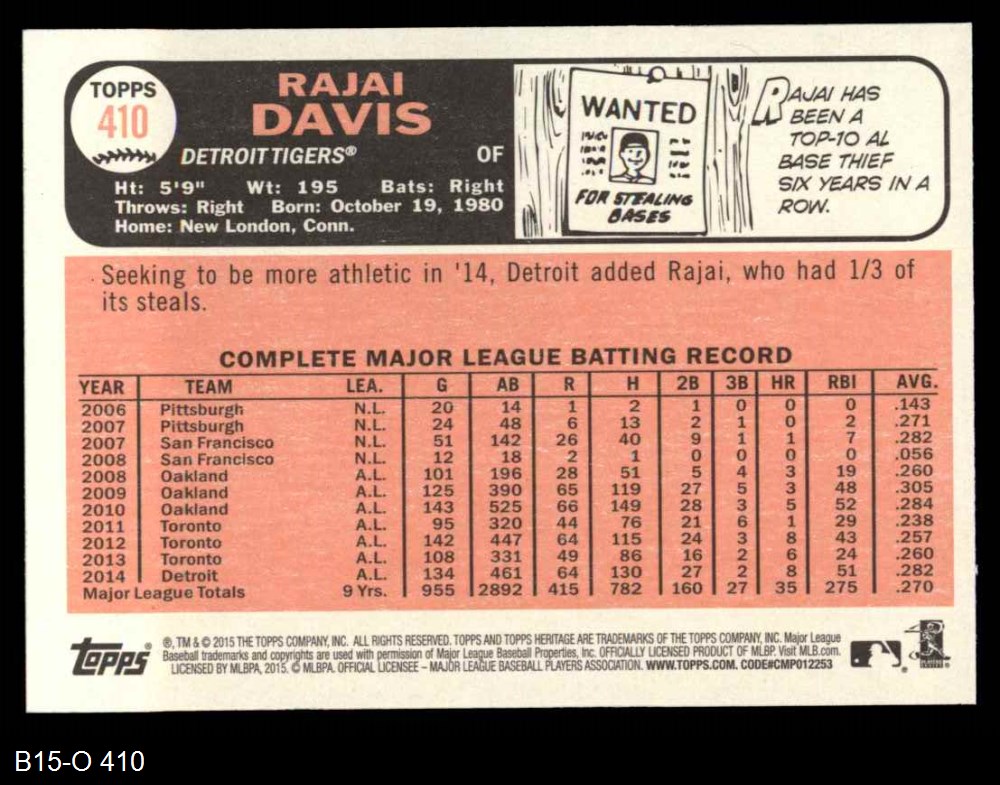 TOPPS
410
RAJAI
DAVIS
DETROIT TIGERS® OF
Ht: 5'9" Wt: 195 Bats: Right
Throws: Right Born: October 19, 1980
Home: New London, Conn.
WANTED
FOR STEALING
BASES
RAJAI HAS
BEEN A
TOP-10 AL
BASE THIEF
SIX YEARS IN A
ROW.
Seeking to be more athletic in '14, Detroit added Rajai, who had 1/3 of
its steals.
COMPLETE MAJOR LEAGUE BATTING RECORD
YEAR TEAM LEA. G AB R H 2B 3B HR RBI AVG.
2006 Pittsburgh N.L. 20 14 1 2 1 0 0 0 .143
2007 Pittsburgh N.L. 24 48 6 13 2 1 0 2 .271
2007 San Francisco N.L. 51 142 26 40 9 1 1 7 .282
2008 San Francisco N.L. 12 18 2 1 0 0 0 0 .056
2008 Oakland A.L. 101 196 28 51 5 4 3 19 .260
2009 Oakland A.L. 125 390 65 119 27 5 3 48 .305
2010 Oakland A.L. 143 525 66 149 28 3 5 52 .284
2011 Toronto A.L. 95 320 44 76 21 6 1 29 .238
2012 Toronto A.L. 142 447 64 115 24 3 8 43 .257
2013 Toronto A.L. 108 331 49 86 16 2 6 24 .260
2014 Detroit A.L. 134 461 64 130 27 2 8 51 .282
Major League Totals 9 Yrs. 955 2892 415 782 160 27 35 275 .270
Topps
®, TM & © 2015 THE TOPPS COMPANY, INC. ALL RIGHTS RESERVED. TOPPS AND TOPPS HERITAGE ARE TRADEMARKS OF THE TOPPS COMPANY, INC. Major League
Baseball trademarks and copyrights are used with permission of Major League Baseball Properties, Inc. OFFICIALLY LICENSED PRODUCT OF MLBP. Visit MLB.com.
LICENSED BY MLBPA, 2015. © MLBPA. OFFICIAL LICENSEE – MAJOR LEAGUE BASEBALL PLAYERS ASSOCIATION. WWW.TOPPS.COM. CODE#CMP012253
B15-O 410